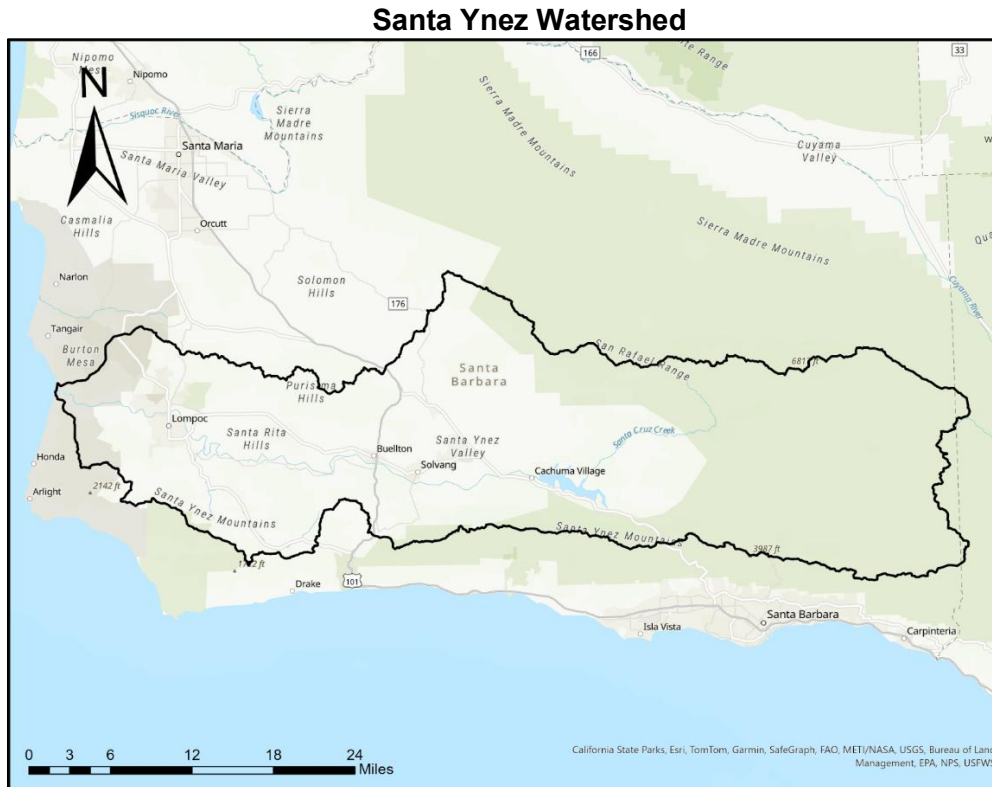 Santa Ynez Watershed
Nipomo
Mesa
Nipomo
N
Sisquoc River
Sierra
Madre
Mountains
166
33
Sierra Madre Mountains
Cuyama
Valley
Santa Maria
Santa Maria Valley
Orcutt
Casmalia
Hills
Sierra Madre Mountains
Cuyama River
Narlon
Solomon
Hills
176
Tangair
Burton
Mesa
San Rafael Range
Purisima
Hills
Santa
Barbara
Lompoc
Santa Rita
Hills
Santa Ynez
Valley
Santa Cruz Creek
Buellton
Solvang
Cachuma Village
Honda
Arlight
2142 ft
Santa Ynez Mountains
Santa Ynez Mountains
3987 ft
Drake
101
Isla Vista
Santa Barbara
Carpinteria
0 3 6 12 18 24
Miles
California State Parks, Esri, TomTom, Garmin, SafeGraph, FAO, METI/NASA, USGS, Bureau of Land
Management, EPA, NPS, USFWS